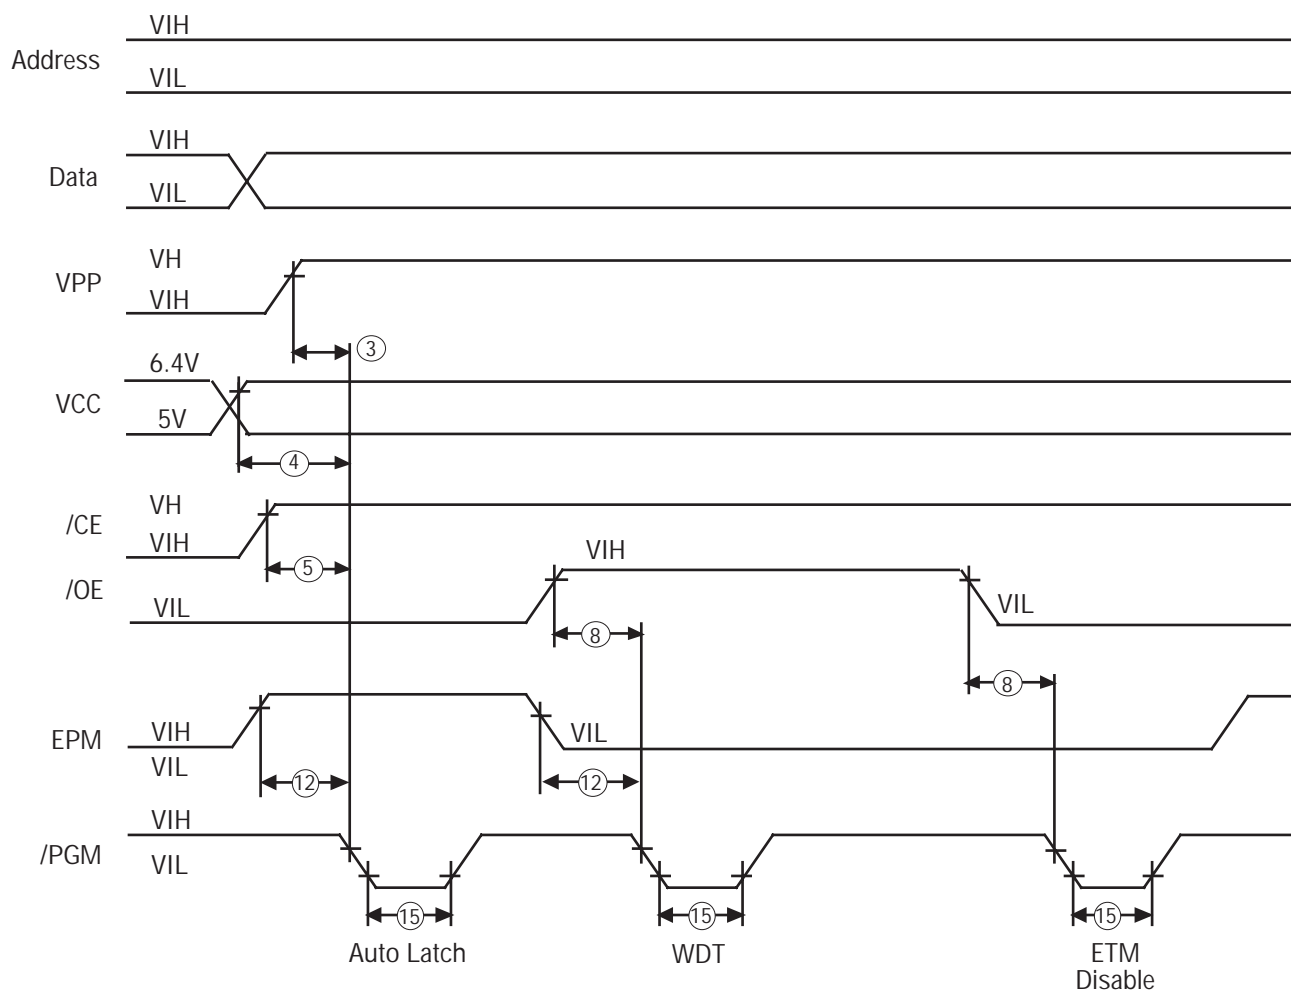 VIH
Address
VIL
VIH
Data
VIL
VH
VPP
VIH
3
6.4V
VCC
5V
4
VH
/CE
VIH
5
VIH
/OE
VIL
VIL
8
8
EPM
VIH
VIL
VIL
12
12
VIH
/PGM
VIL
15
15
15
Auto Latch
WDT
ETM
Disable